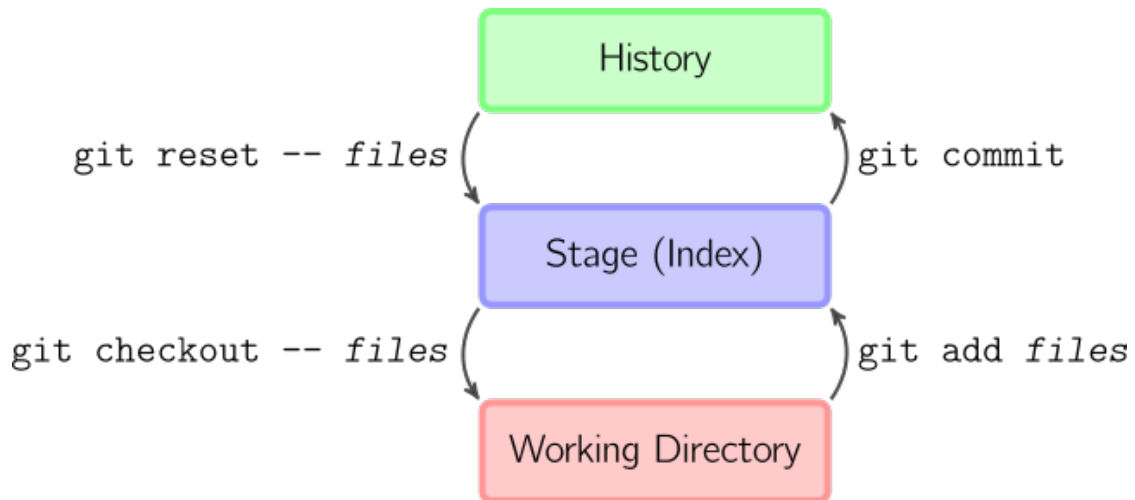 History
git reset -- files
git commit
Stage (Index)
git checkout -- files
git add files
Working Directory